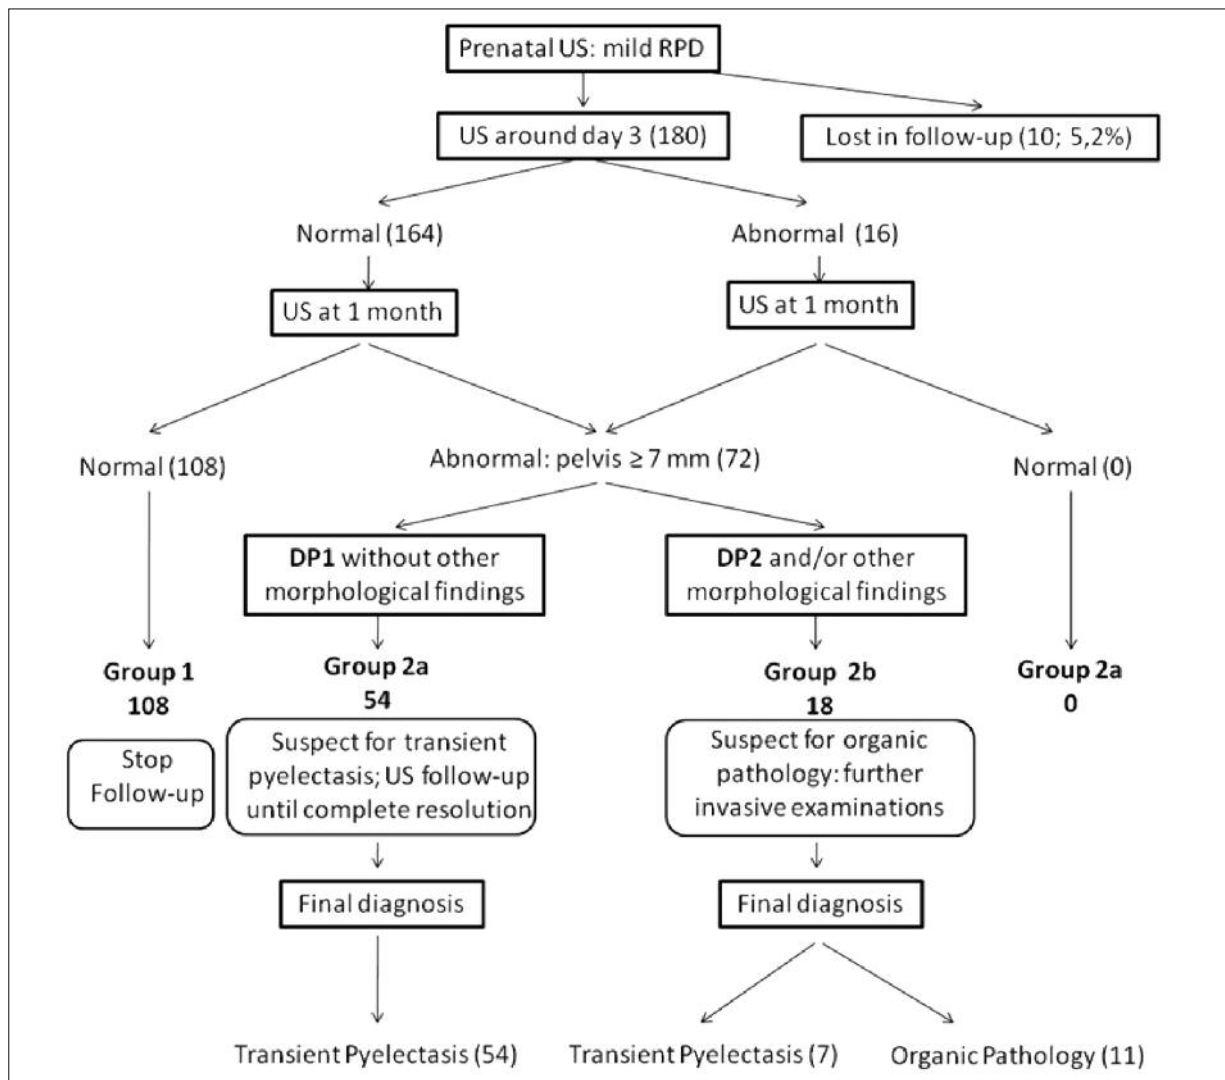 Prenatal US: mild RPD
US around day 3 (180)
Lost in follow-up (10; 5,2%)
Normal (164)
Abnormal (16)
US at 1 month
US at 1 month
Normal (108)
Abnormal: pelvis ≥ 7 mm (72)
Normal (0)
DP1 without other
morphological findings
DP2 and/or other
morphological findings
Group 1
108
Group 2a
54
Group 2b
18
Group 2a
0
Stop
Follow-up
Suspect for transient
pyelectasis; US follow-up
until complete resolution
Suspect for organic
pathology: further
invasive examinations
Final diagnosis
Final diagnosis
Transient Pyelectasis (54)
Transient Pyelectasis (7)
Organic Pathology (11)